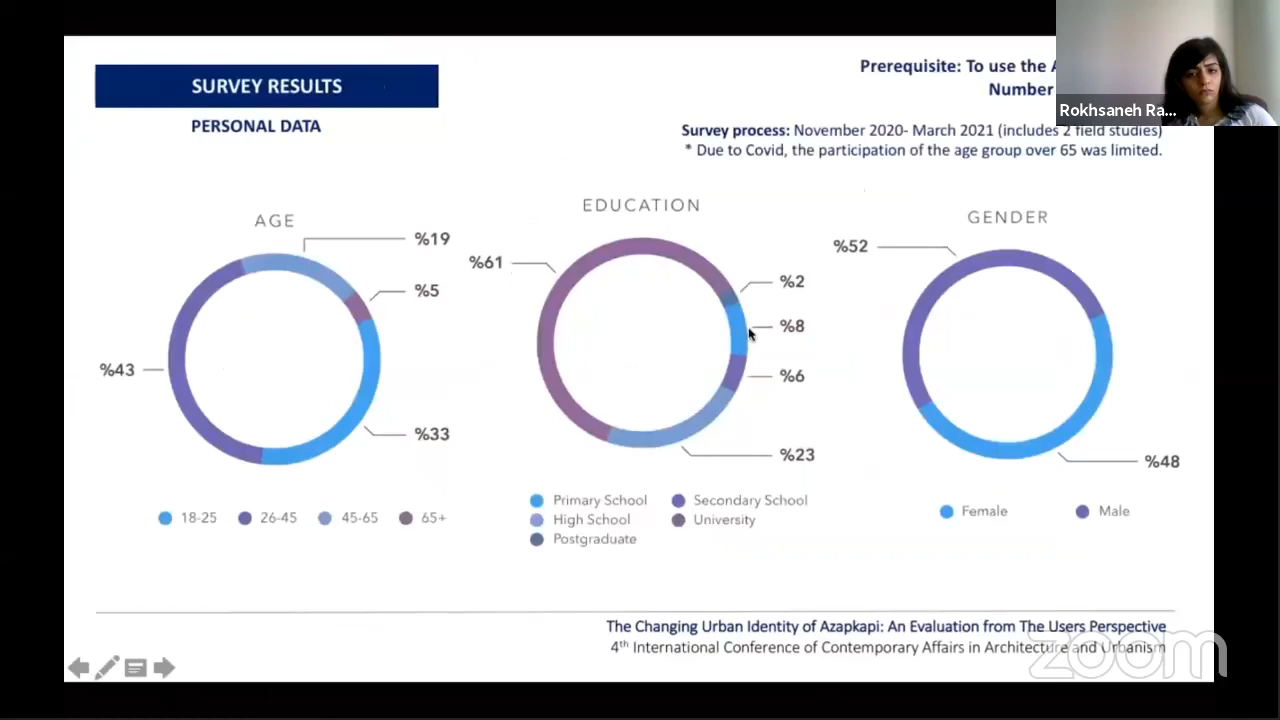 SURVEY RESULTS
PERSONAL DATA
Prerequisite: To use the
Number
Rokhsaneh Ra...
Survey process: November 2020- March 2021 (includes 2 field studies)
* Due to Covid, the participation of the age group over 65 was limited.
AGE
%19
%5
%43
%33
18-25
26-45
45-65
65+
EDUCATION
%61
%2
%8
%6
%23
Primary School
Secondary School
High School
University
Postgraduate
GENDER
%52
%48
Female
Male
The Changing Urban Identity of Azapkapi: An Evaluation from The Users Perspective
4th International Conference of Contemporary Affairs in Architecture and Urbanism
zoom